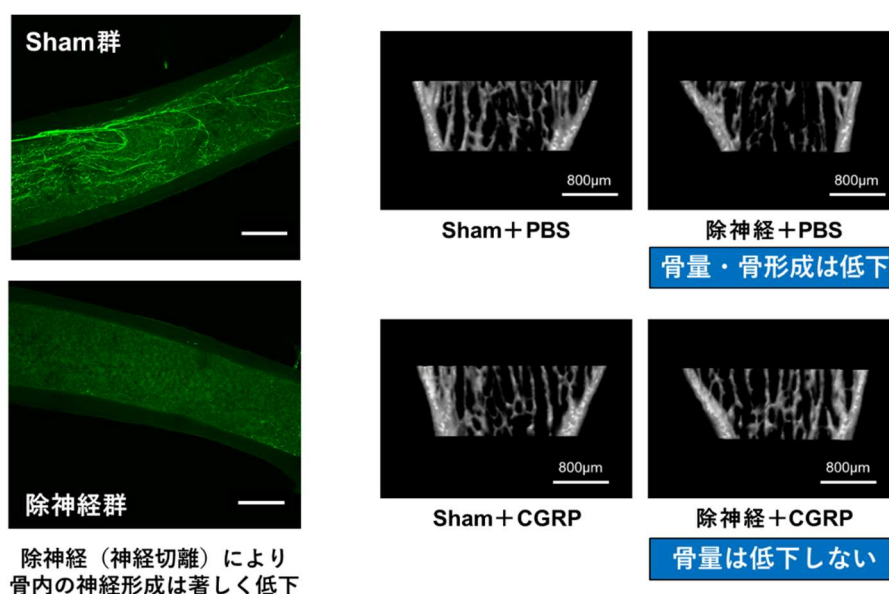 Sham群
除神経群
除神経（神経切離）により
骨内の神経形成は著しく低下
800μm
Sham＋PBS
800μm
除神経＋PBS
骨量・骨形成は低下
800μm
Sham＋CGRP
800μm
除神経＋CGRP
骨量は低下しない